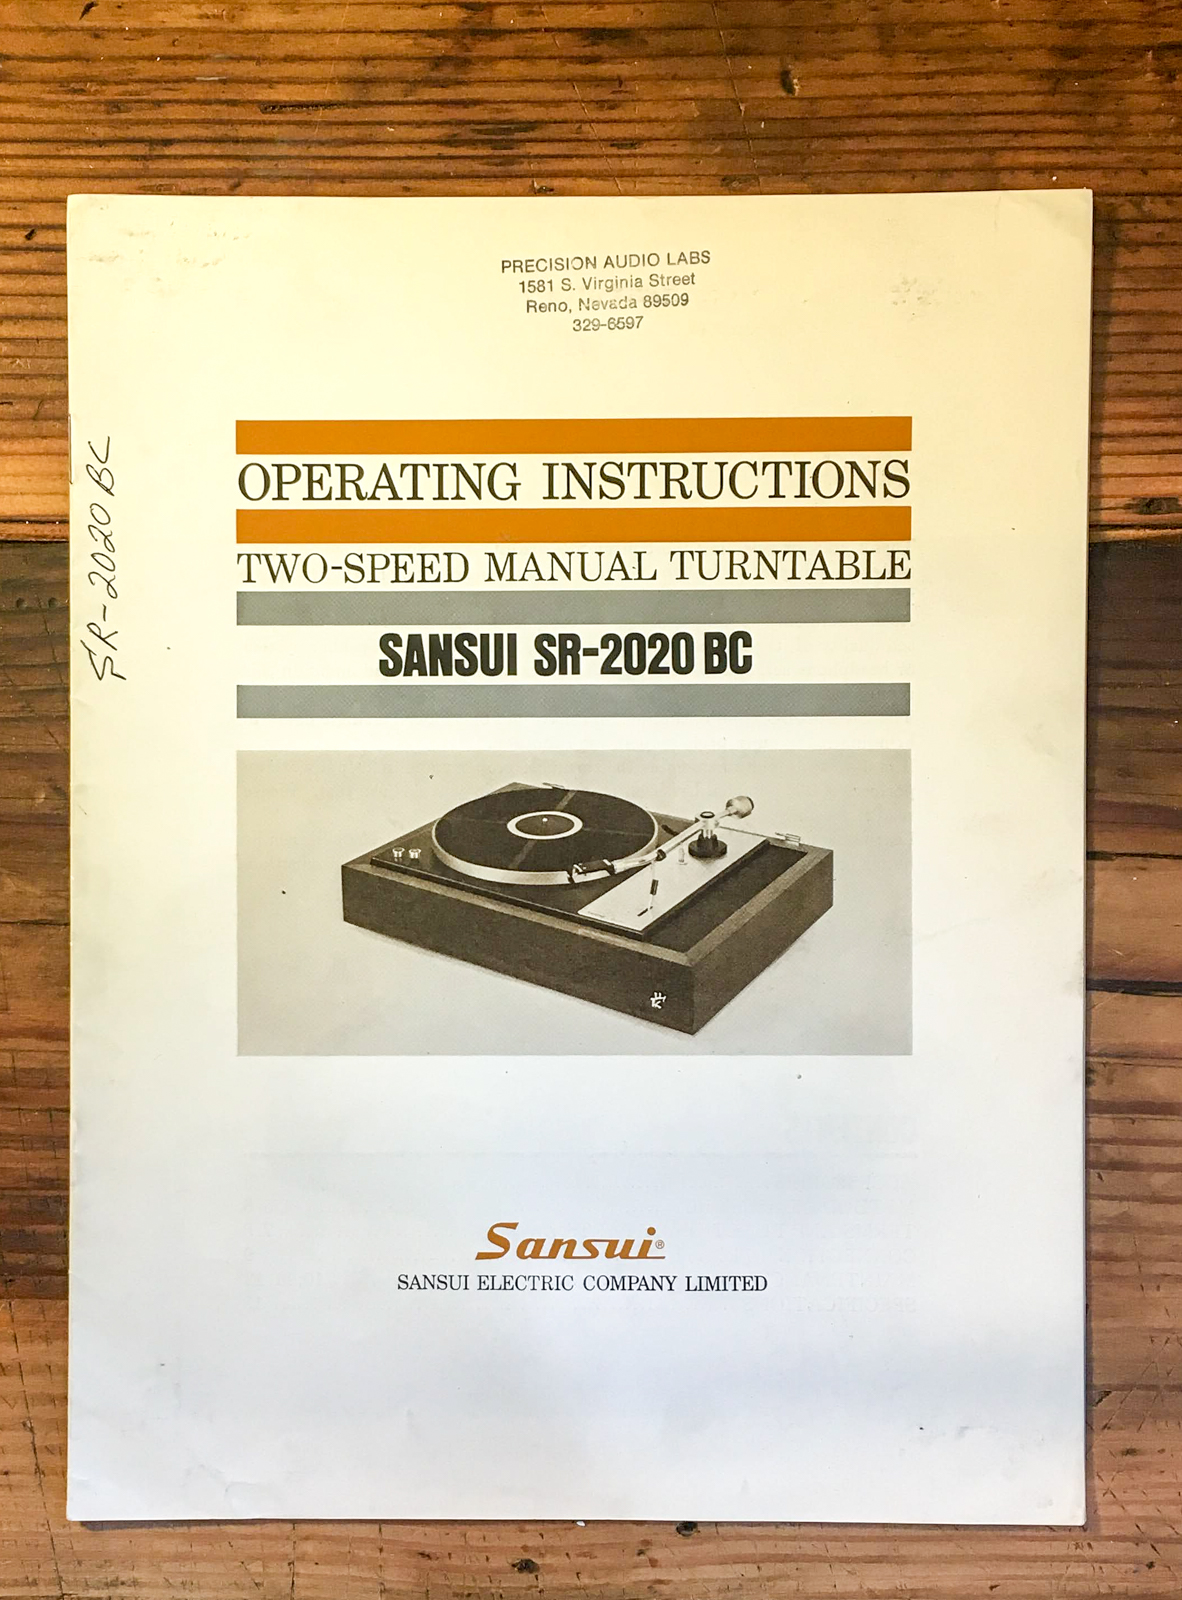 PRECISION AUDIO LABS
1581 S. Virginia Street
Reno, Nevada 89509
329-6597
OPERATING INSTRUCTIONS
TWO-SPEED MANUAL TURNTABLE
SR-2020 BC
SANSUI SR-2020 BC
Sansui®
SANSUI ELECTRIC COMPANY LIMITED